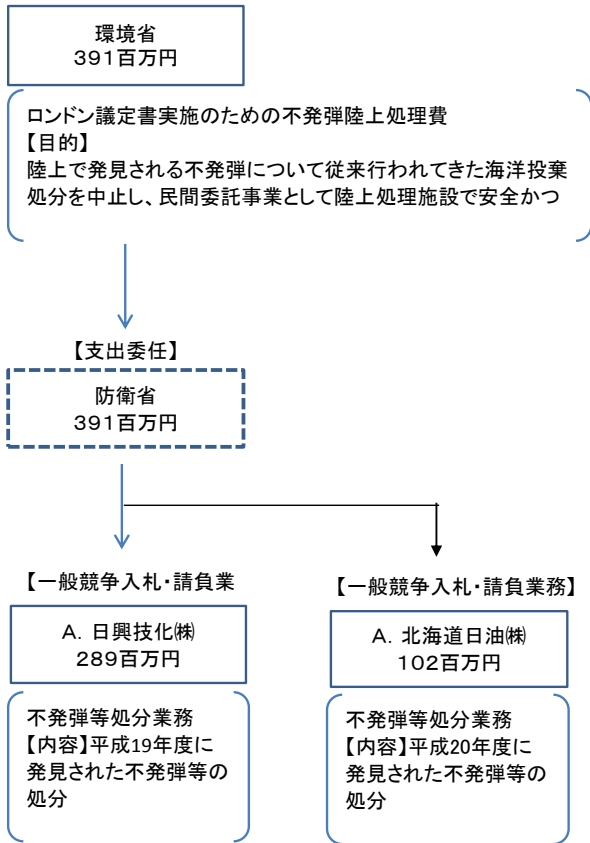 環境省
391百万円
ロンドン議定書実施のための不発弾陸上処理費
【目的】
陸上で発見される不発弾について従来行われてきた海洋投棄
処分を中止し、民間委託事業として陸上処理施設で安全かつ
【支出委任】
防衛省
391百万円
【一般競争入札・請負業
A. 日興技化㈱
289百万円
不発弾等処分業務
【内容】平成19年度に
発見された不発弾等の
処分
【一般競争入札・請負業務】
A. 北海道日油㈱
102百万円
不発弾等処分業務
【内容】平成20年度に
発見された不発弾等の
処分